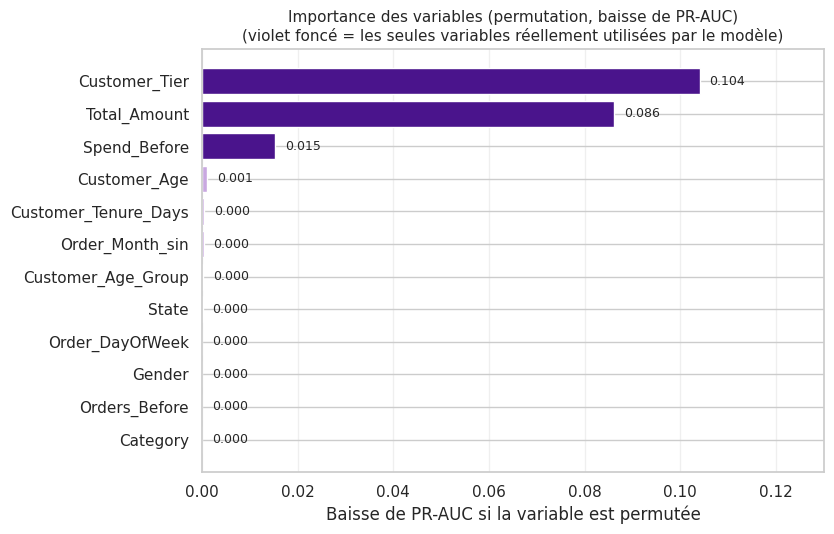 Importance des variables (permutation, baisse de PR-AUC)
(violet foncé = les seules variables réellement utilisées par le modèle)
Customer_Tier 0.104
Total_Amount 0.086
Spend_Before 0.015
Customer_Age 0.001
Customer_Tenure_Days 0.000
Order_Month_sin 0.000
Customer_Age_Group 0.000
State 0.000
Order_DayOfWeek 0.000
Gender 0.000
Orders_Before 0.000
Category 0.000
0.00 0.02 0.04 0.06 0.08 0.10 0.12
Baisse de PR-AUC si la variable est permutée